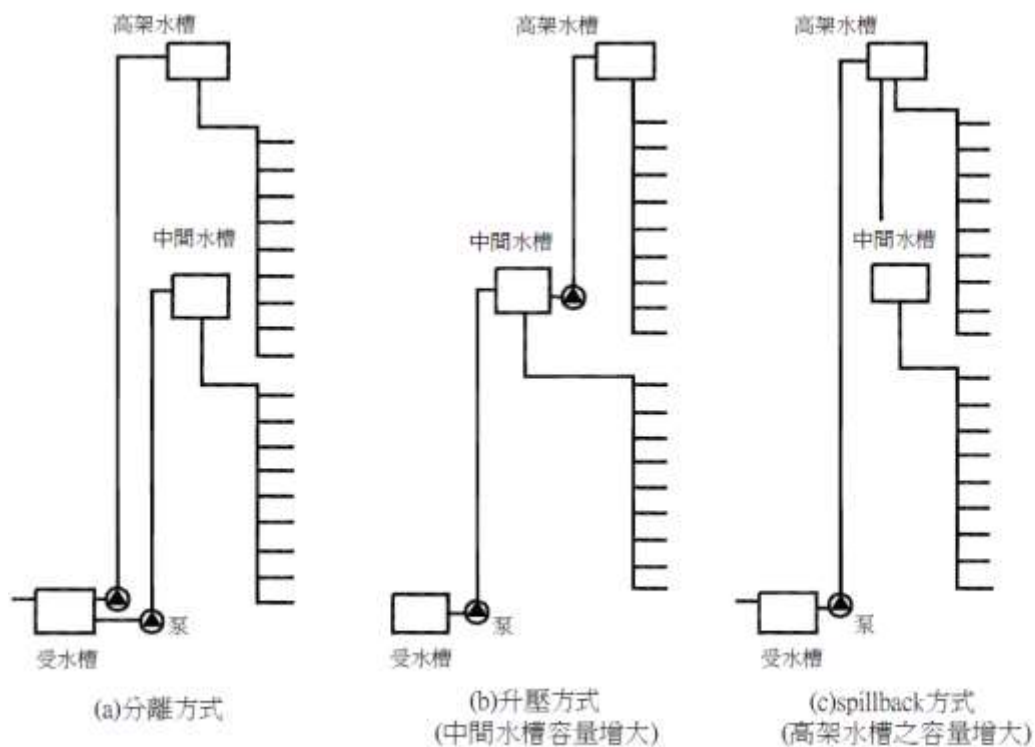 高架水槽
中間水槽
泵
受水槽
(a)分離方式
高架水槽
中間水槽
泵
受水槽
(b)升壓方式
(中間水槽容量增大)
高架水槽
中間水槽
泵
受水槽
(c)spillback方式
(高架水槽之容量增大)